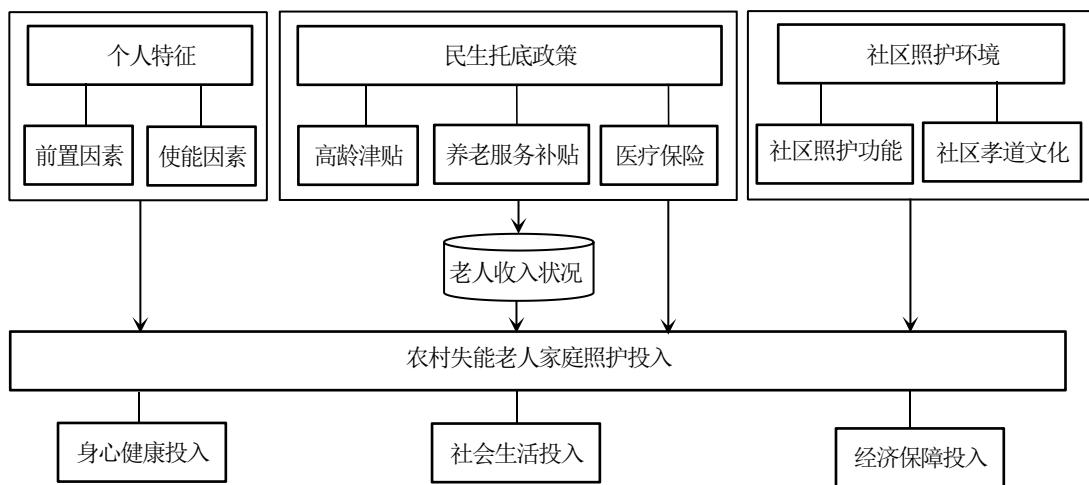 个人特征
民生托底政策
社区照护环境
前置因素
使能因素
高龄津贴
养老服务补贴
医疗保险
社区照护功能
社区孝道文化
老人收入状况
农村失能老人家庭照护投入
身心健康投入
社会生活投入
经济保障投入